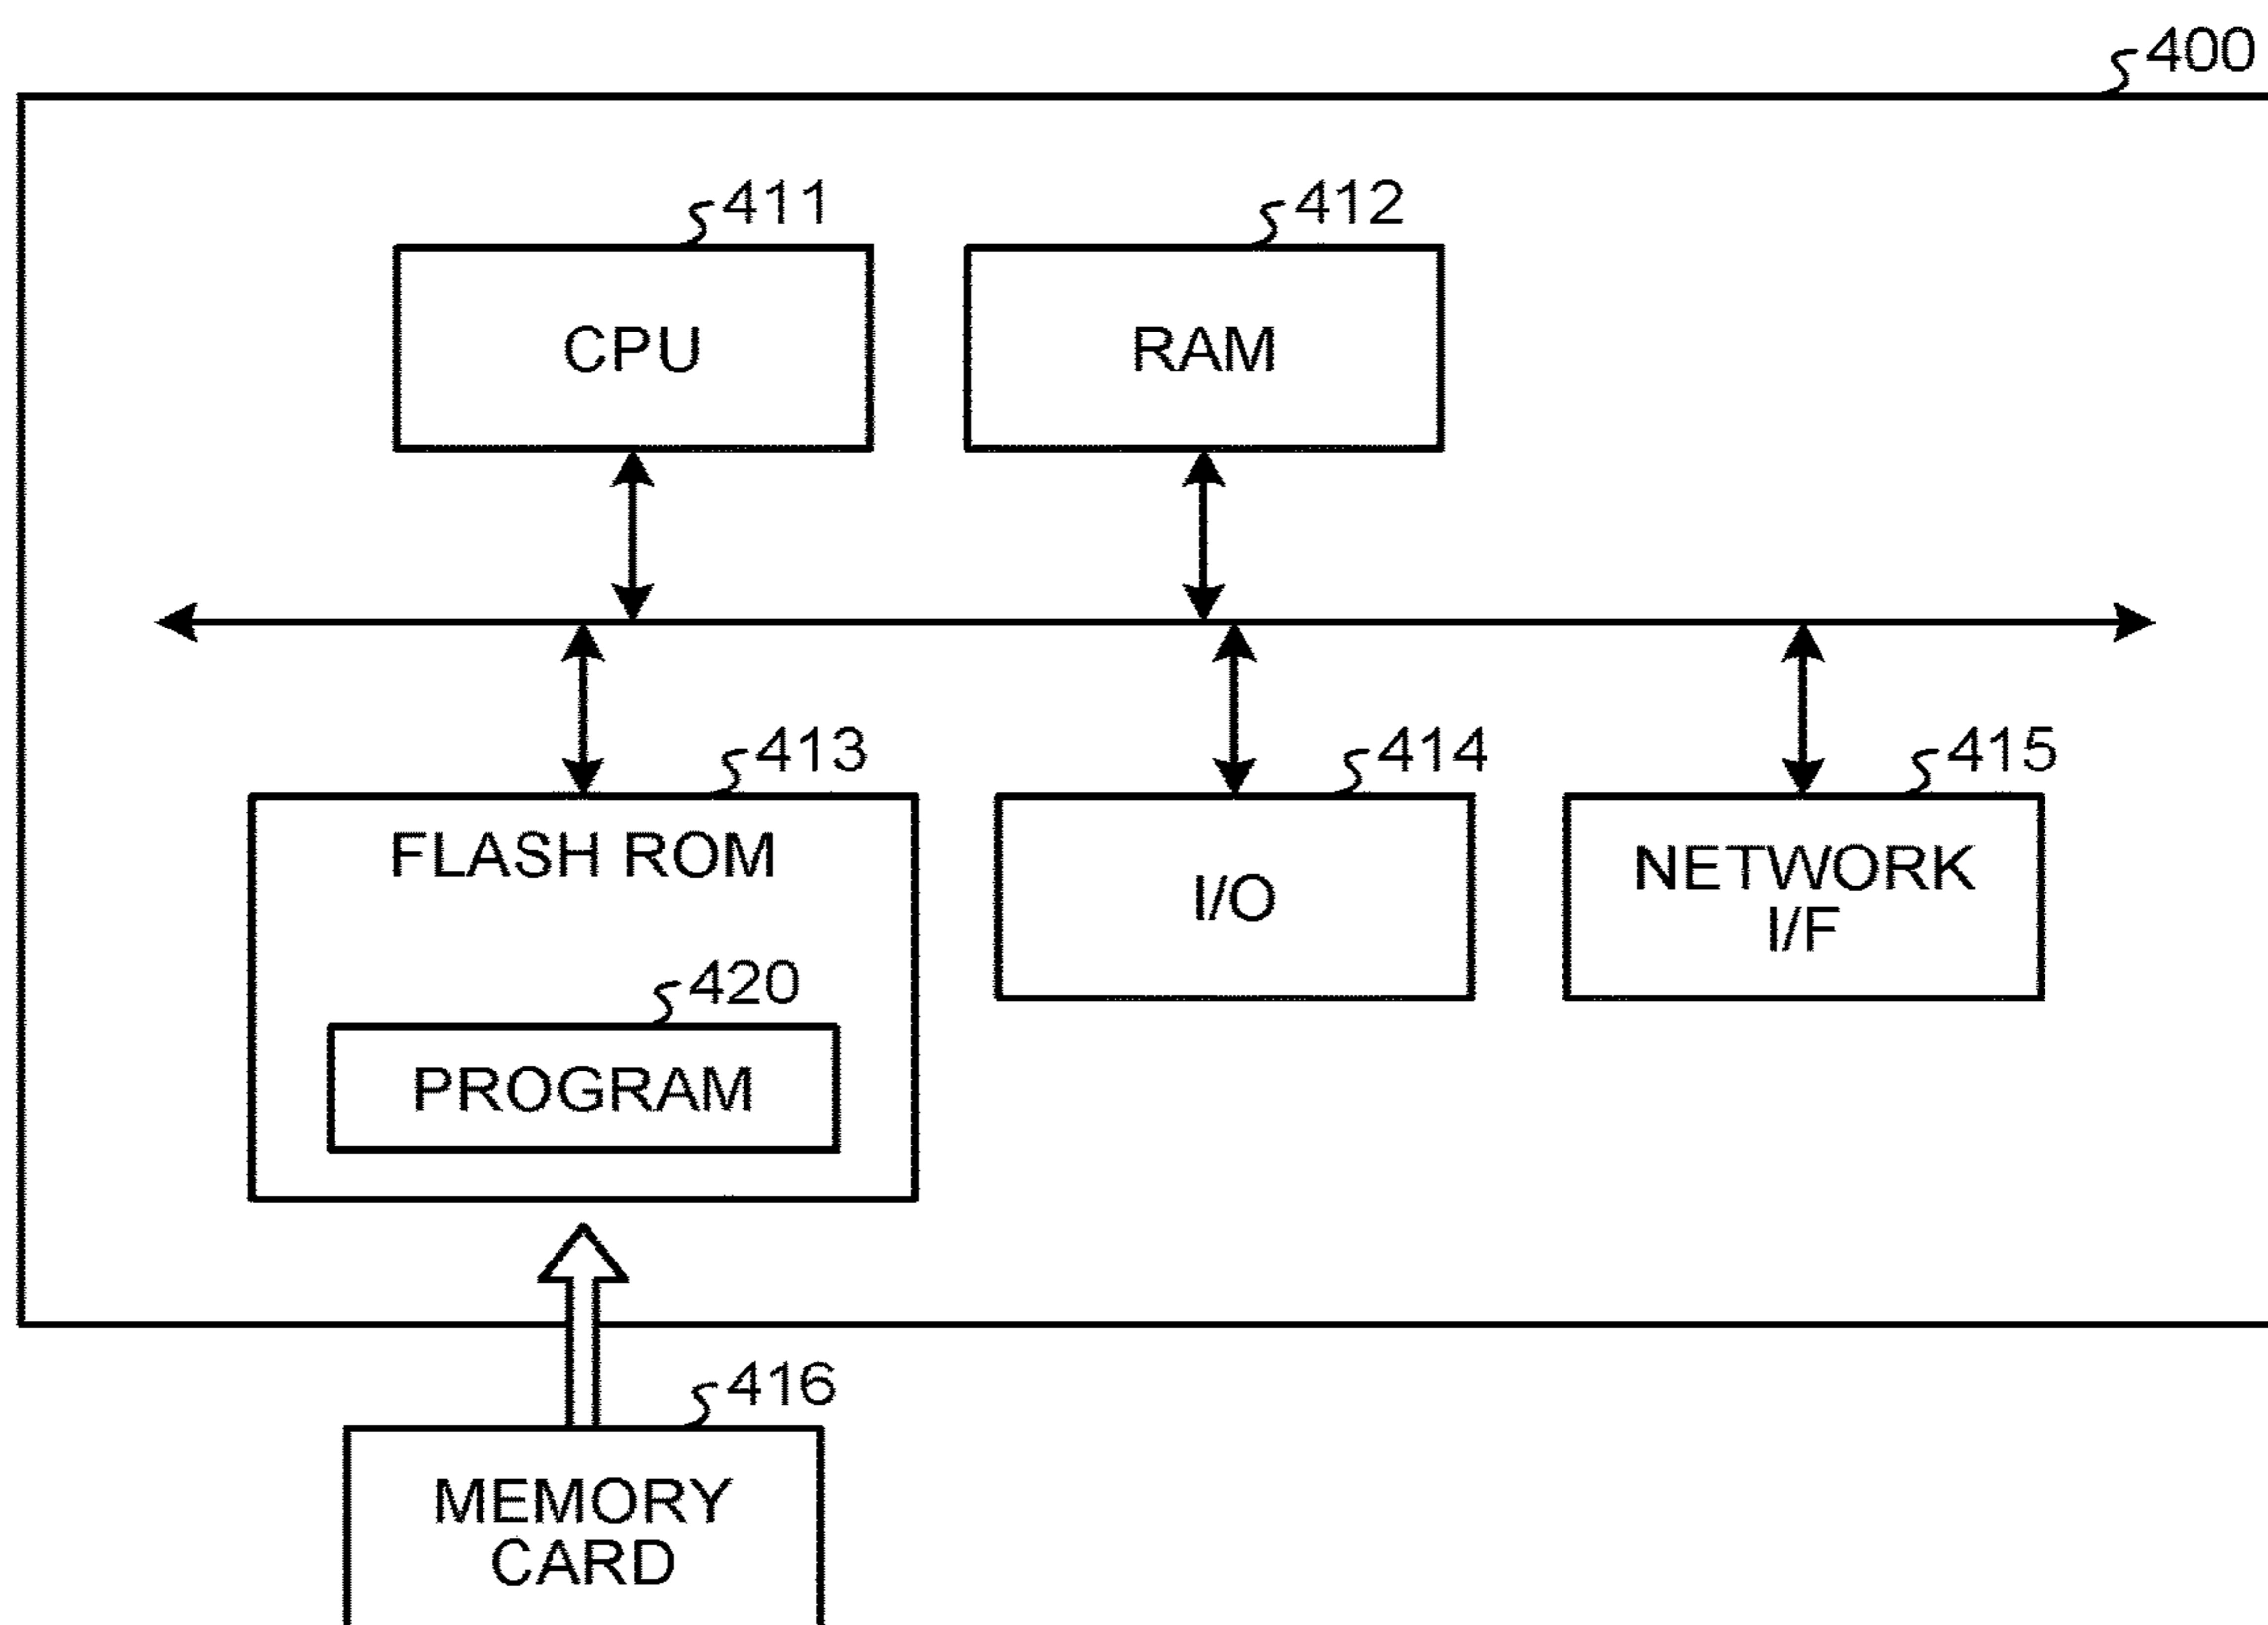 400
411
412
CPU
RAM
413
414
415
FLASH ROM
I/O
NETWORK
I/F
420
PROGRAM
416
MEMORY
CARD